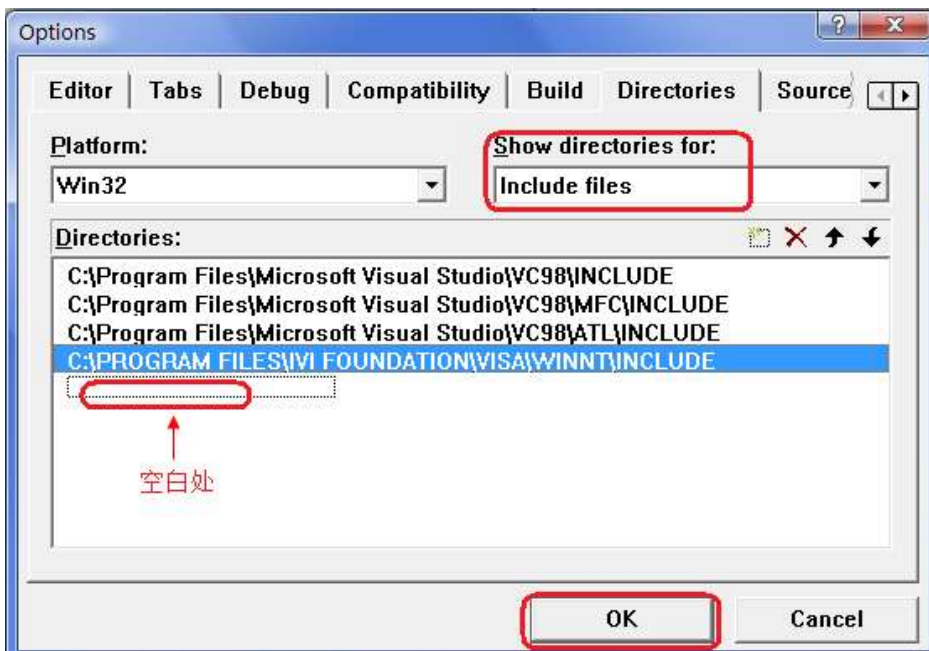 Options
Editor Tabs Debug Compatibility Build Directories Source
Platform: Show directories for:
Win32 Include files
Directories:
C:\Program Files\Microsoft Visual Studio\VC98\INCLUDE
C:\Program Files\Microsoft Visual Studio\VC98\MFC\INCLUDE
C:\Program Files\Microsoft Visual Studio\VC98\ATL\INCLUDE
C:\PROGRAM FILES\IVI FOUNDATION\VISA\WINNT\INCLUDE
空白处
OK Cancel